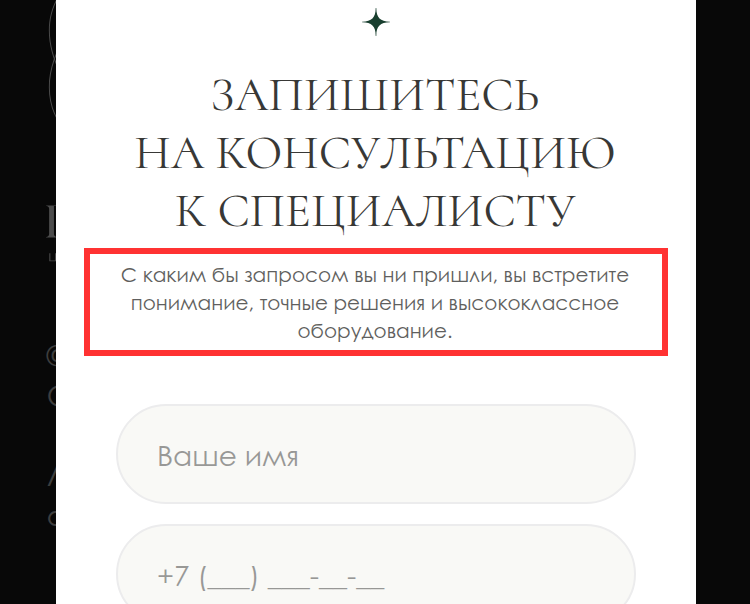 ЗАПИШИТЕСЬ
НА КОНСУЛЬТАЦИЮ
К СПЕЦИАЛИСТУ
С каким бы запросом вы ни пришли, вы встретите
понимание, точные решения и высококлассное
оборудование.
Ваше имя
+7 (___) ___-__-__